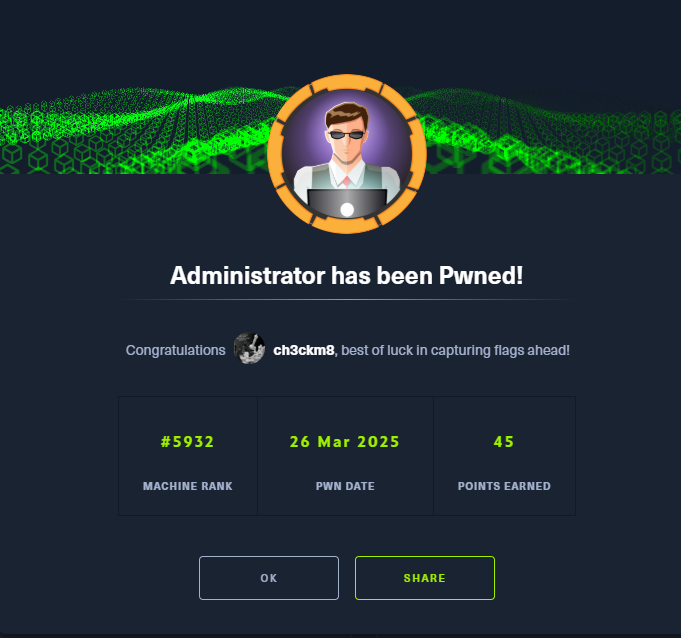 Administrator has been Pwned!
Congratulations ch3ckm8, best of luck in capturing flags ahead!
#5932 26 Mar 2025 45
MACHINE RANK PWN DATE POINTS EARNED
OK SHARE